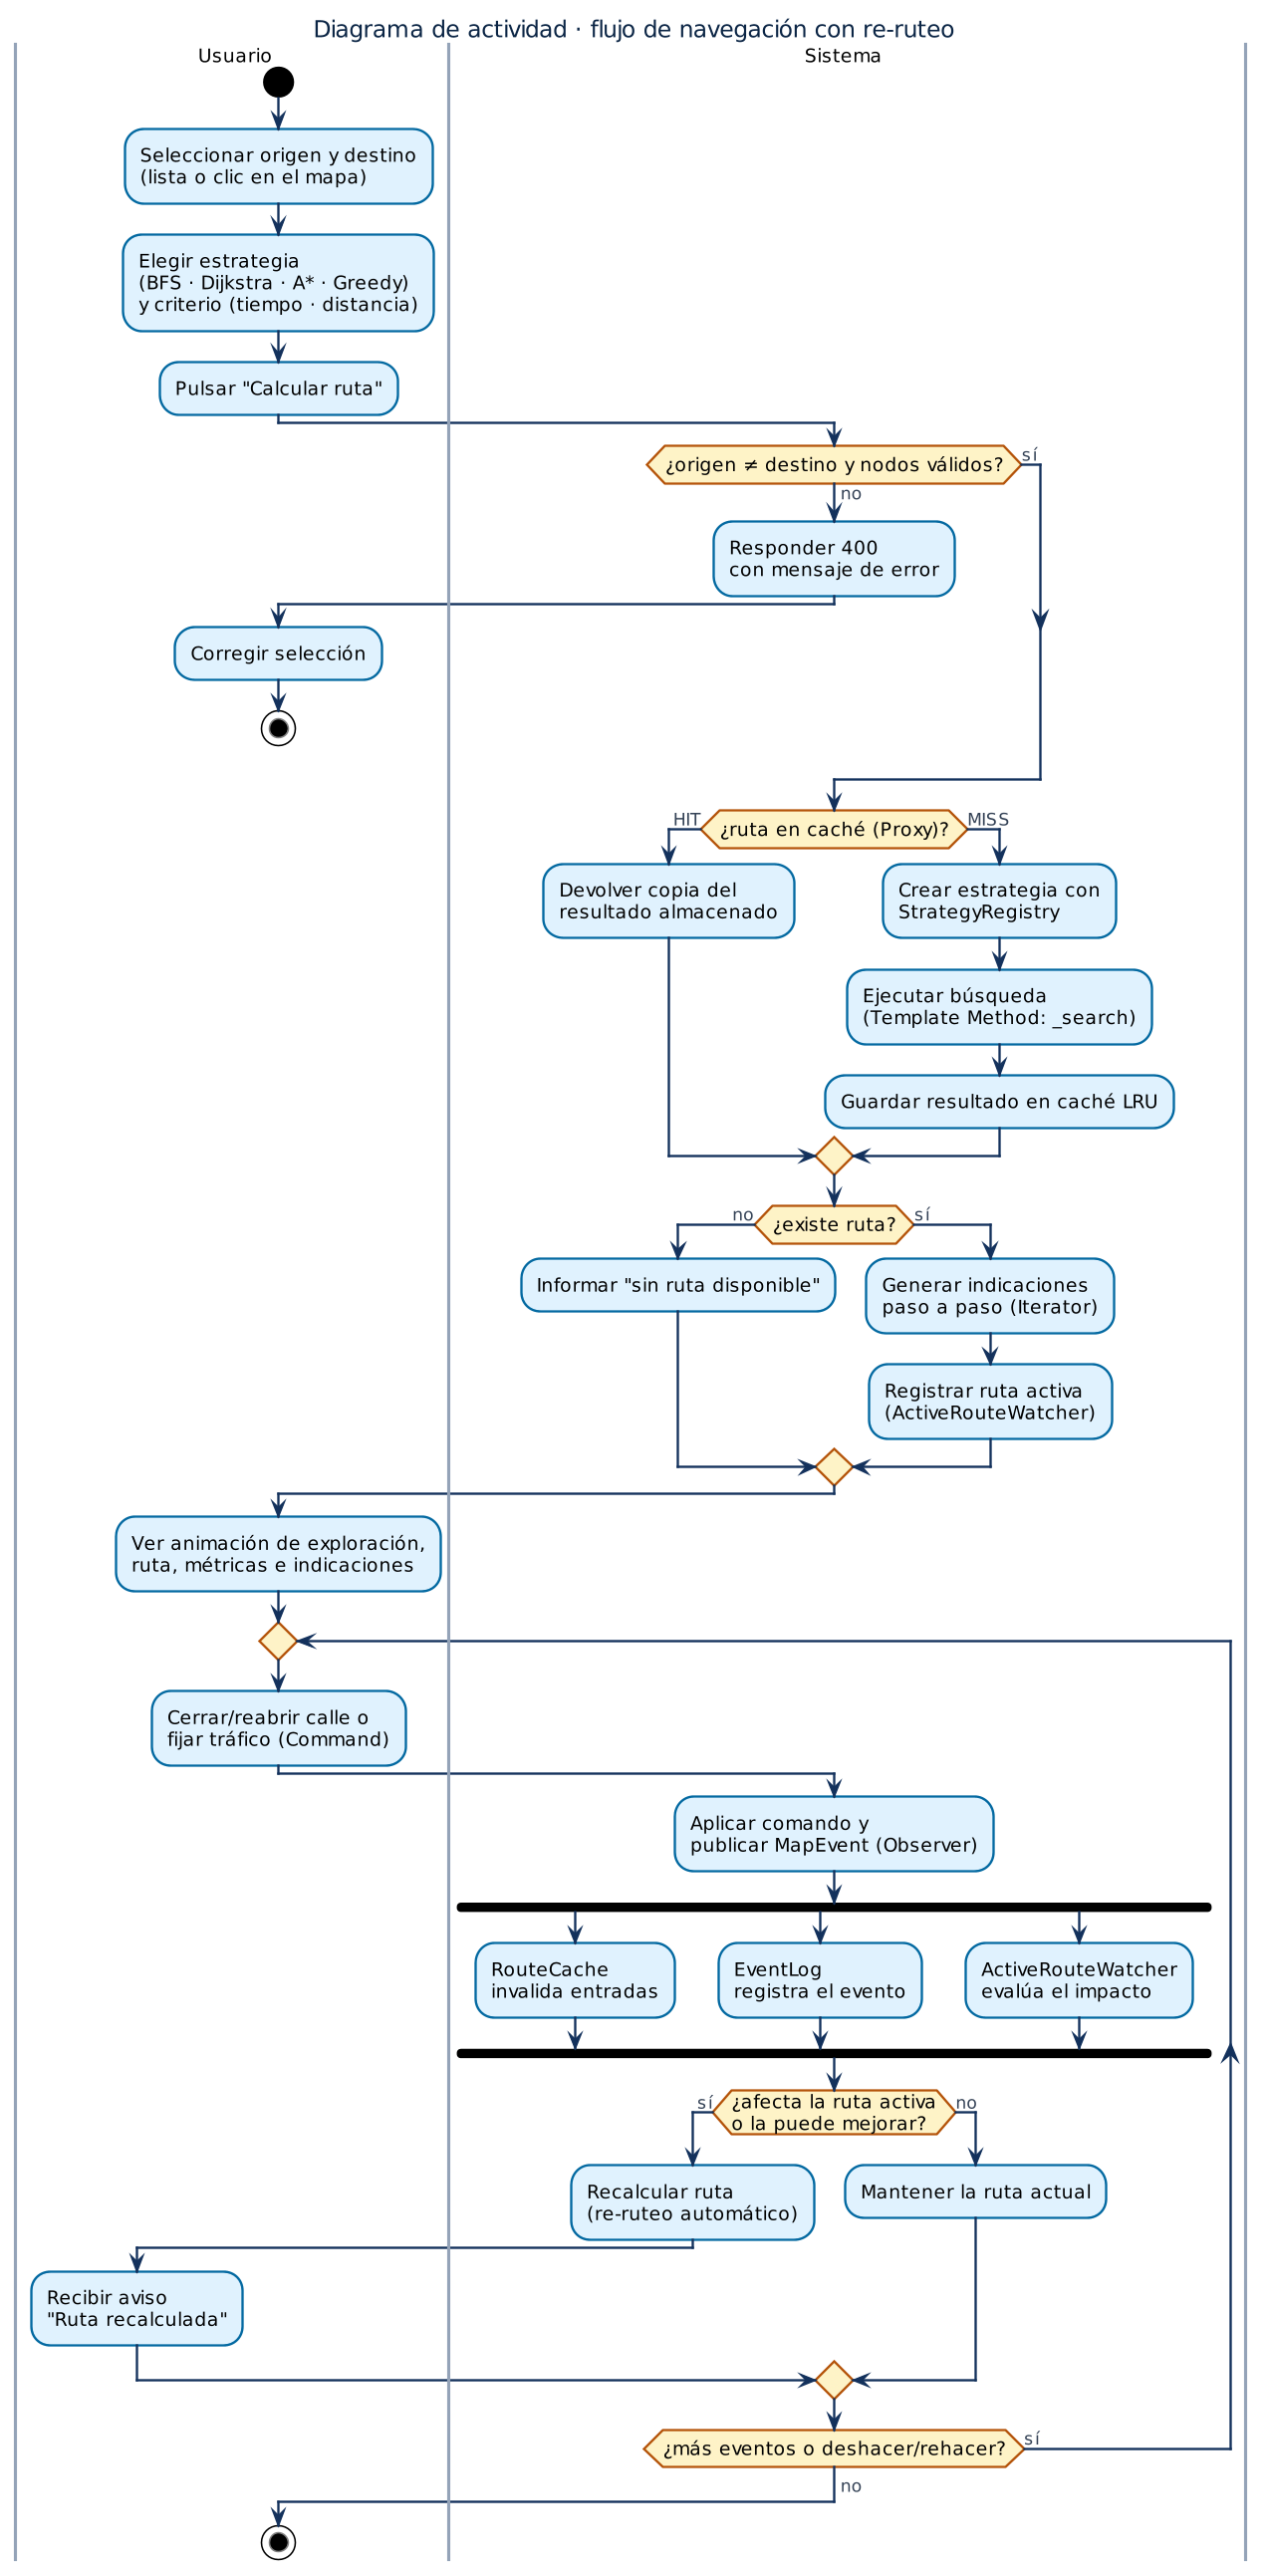 Diagrama de actividad · flujo de navegación con re-ruteo
Usuario
Sistema
Seleccionar origen y destino
(lista o clic en el mapa)
Elegir estrategia
(BFS · Dijkstra · A* · Greedy)
y criterio (tiempo · distancia)
Pulsar "Calcular ruta"
¿origen ≠ destino y nodos válidos?
sí
no
Responder 400
con mensaje de error
Corregir selección
¿ruta en caché (Proxy)?
HIT
MISS
Devolver copia del
resultado almacenado
Crear estrategia con
StrategyRegistry
Ejecutar búsqueda
(Template Method: _search)
Guardar resultado en caché LRU
¿existe ruta?
no
sí
Informar "sin ruta disponible"
Generar indicaciones
paso a paso (Iterator)
Registrar ruta activa
(ActiveRouteWatcher)
Ver animación de exploración,
ruta, métricas e indicaciones
Cerrar/reabrir calle o
fijar tráfico (Command)
Aplicar comando y
publicar MapEvent (Observer)
RouteCache
invalida entradas
EventLog
registra el evento
ActiveRouteWatcher
evalúa el impacto
¿afecta la ruta activa
o la puede mejorar?
sí
no
Recalcular ruta
(re-ruteo automático)
Mantener la ruta actual
Recibir aviso
"Ruta recalculada"
¿más eventos o deshacer/rehacer?
sí
no